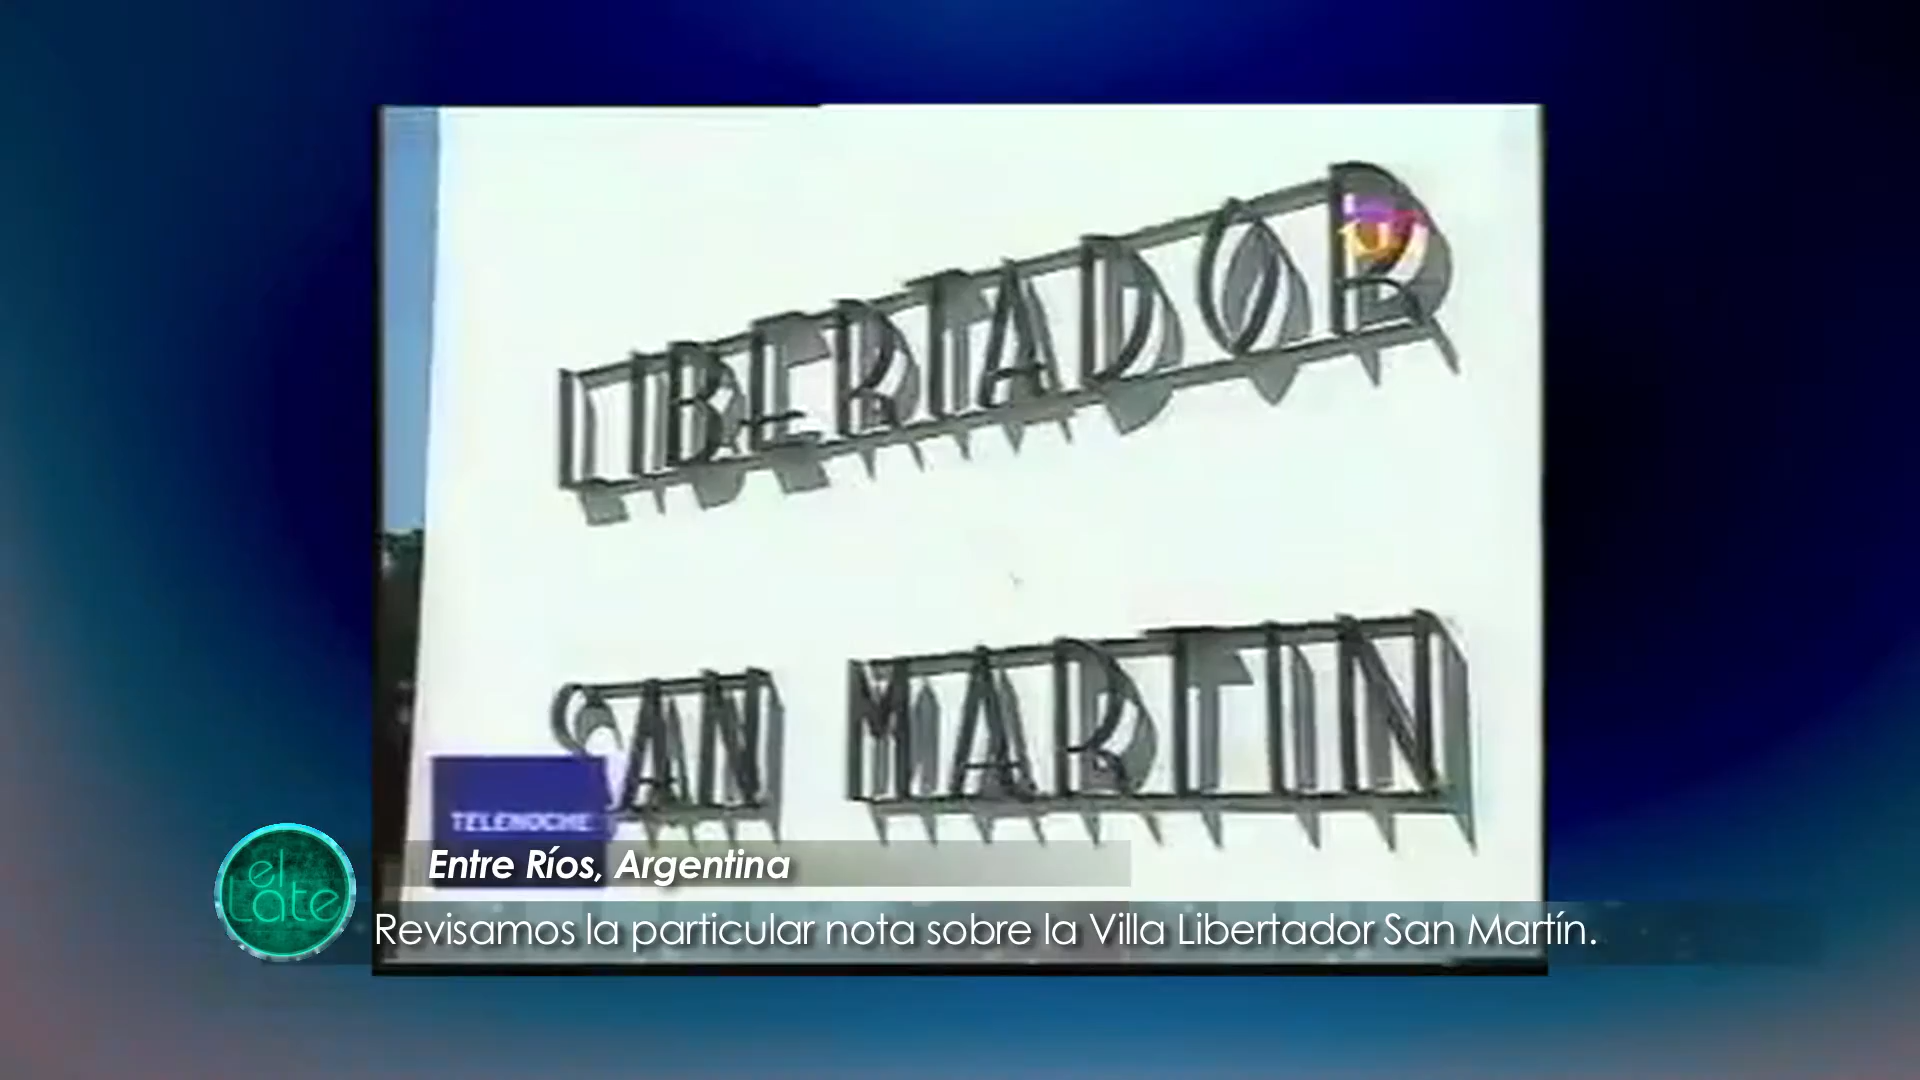 LIBERTADOR
SAN MARTIN
TELENOCHE
Entre Ríos, Argentina
el Late
Revisamos la particular nota sobre la Villa Libertador San Martín.